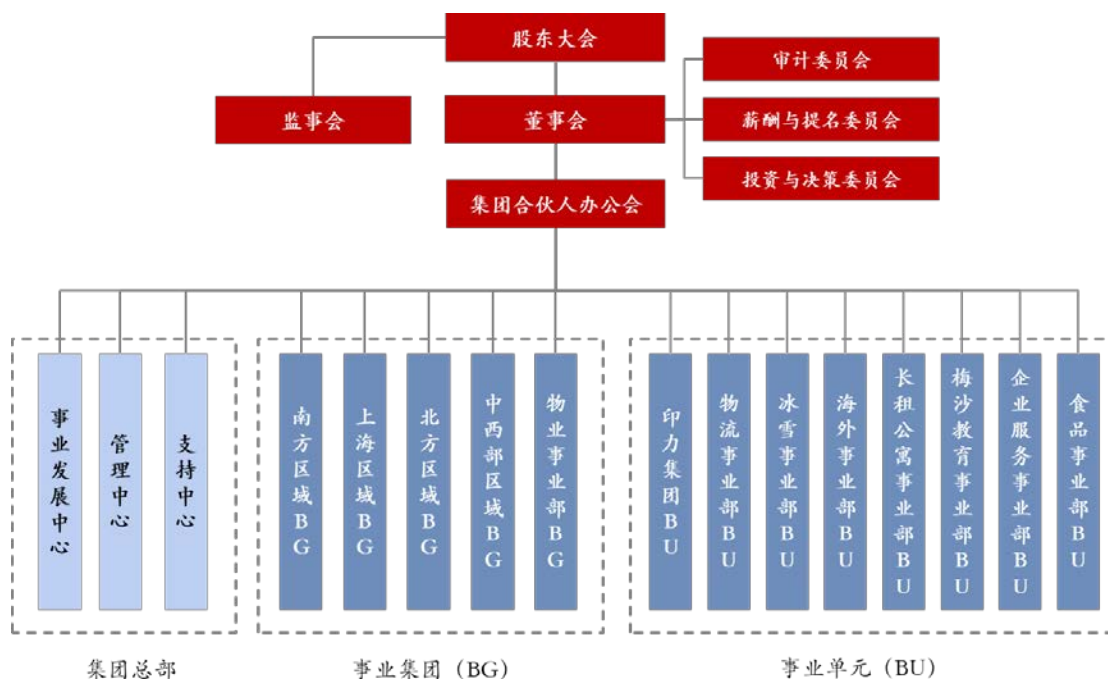 股东大会
监事会
董事会
审计委员会
薪酬与提名委员会
投资与决策委员会
集团合伙人办公会
事业发展中心
管理中心
支持中心
南方区域BG
上海区域BG
北方区域BG
中西部区域BG
物业事业部BG
印力集团BU
物流事业部BU
冰雪事业部BU
海外事业部BU
长租公寓事业部BU
梅沙教育事业部BU
企业服务事业部BU
食品事业部BU
集团总部
事业集团（BG）
事业单元（BU）